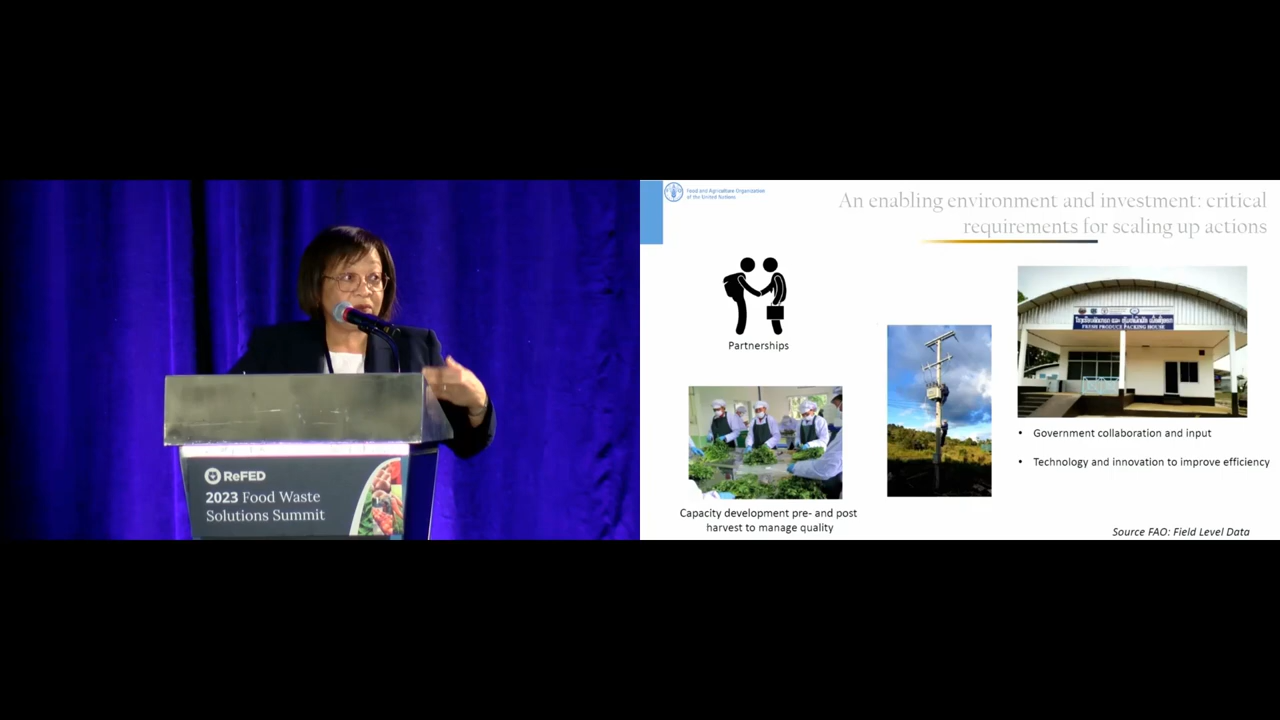 ReFED
2023 Food Waste
Solutions Summit
Food and Agriculture Organization
of the United Nations
An enabling environment and investment: critical
requirements for scaling up actions
Partnerships
FRESH PRODUCE PACKING HOUSE
Capacity development pre- and post
harvest to manage quality
• Government collaboration and input
• Technology and innovation to improve efficiency
Source FAO: Field Level Data